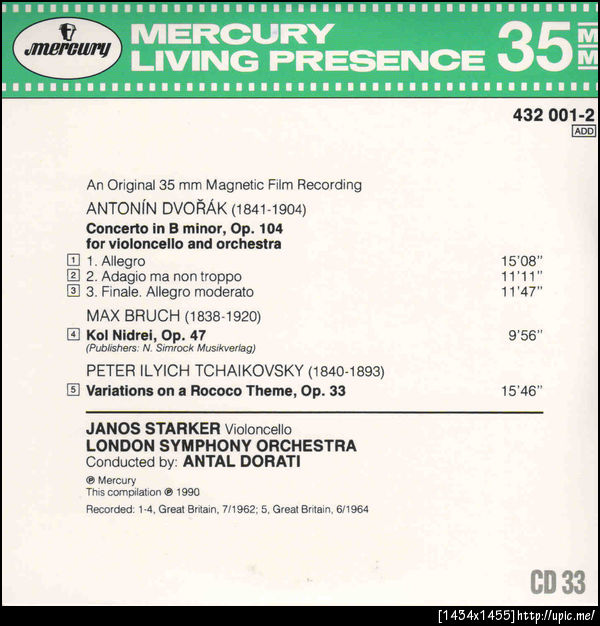 mercury
MERCURY
LIVING PRESENCE
35 MM
432 001-2
ADD
An Original 35 mm Magnetic Film Recording
ANTONÍN DVOŘÁK (1841-1904)
Concerto in B minor, Op. 104
for violoncello and orchestra
1 1. Allegro 15'08"
2 2. Adagio ma non troppo 11'11"
3 3. Finale. Allegro moderato 11'47"
MAX BRUCH (1838-1920)
4 Kol Nidrei, Op. 47 9'56"
(Publishers: N. Simrock Musikverlag)
PETER ILYICH TCHAIKOVSKY (1840-1893)
5 Variations on a Rococo Theme, Op. 33 15'46"
JANOS STARKER Violoncello
LONDON SYMPHONY ORCHESTRA
Conducted by: ANTAL DORATI
℗ Mercury
This compilation ℗ 1990
Recorded: 1-4, Great Britain, 7/1962; 5, Great Britain, 6/1964
CD 33
[1434x1455]http://upic.me/